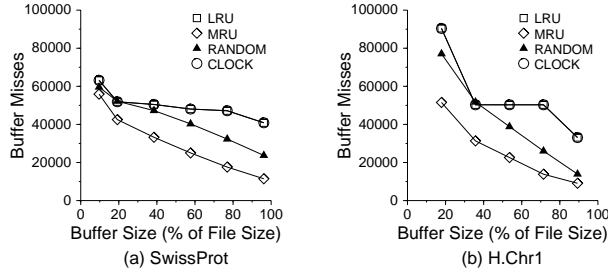 100000
80000
60000
40000
20000
0
Buffer Misses
LRU
MRU
RANDOM
CLOCK
0 20 40 60 80 100
Buffer Size (% of File Size)
(a) SwissProt
100000
80000
60000
40000
20000
0
Buffer Misses
LRU
MRU
RANDOM
CLOCK
0 20 40 60 80 100
Buffer Size (% of File Size)
(b) H.Chr1